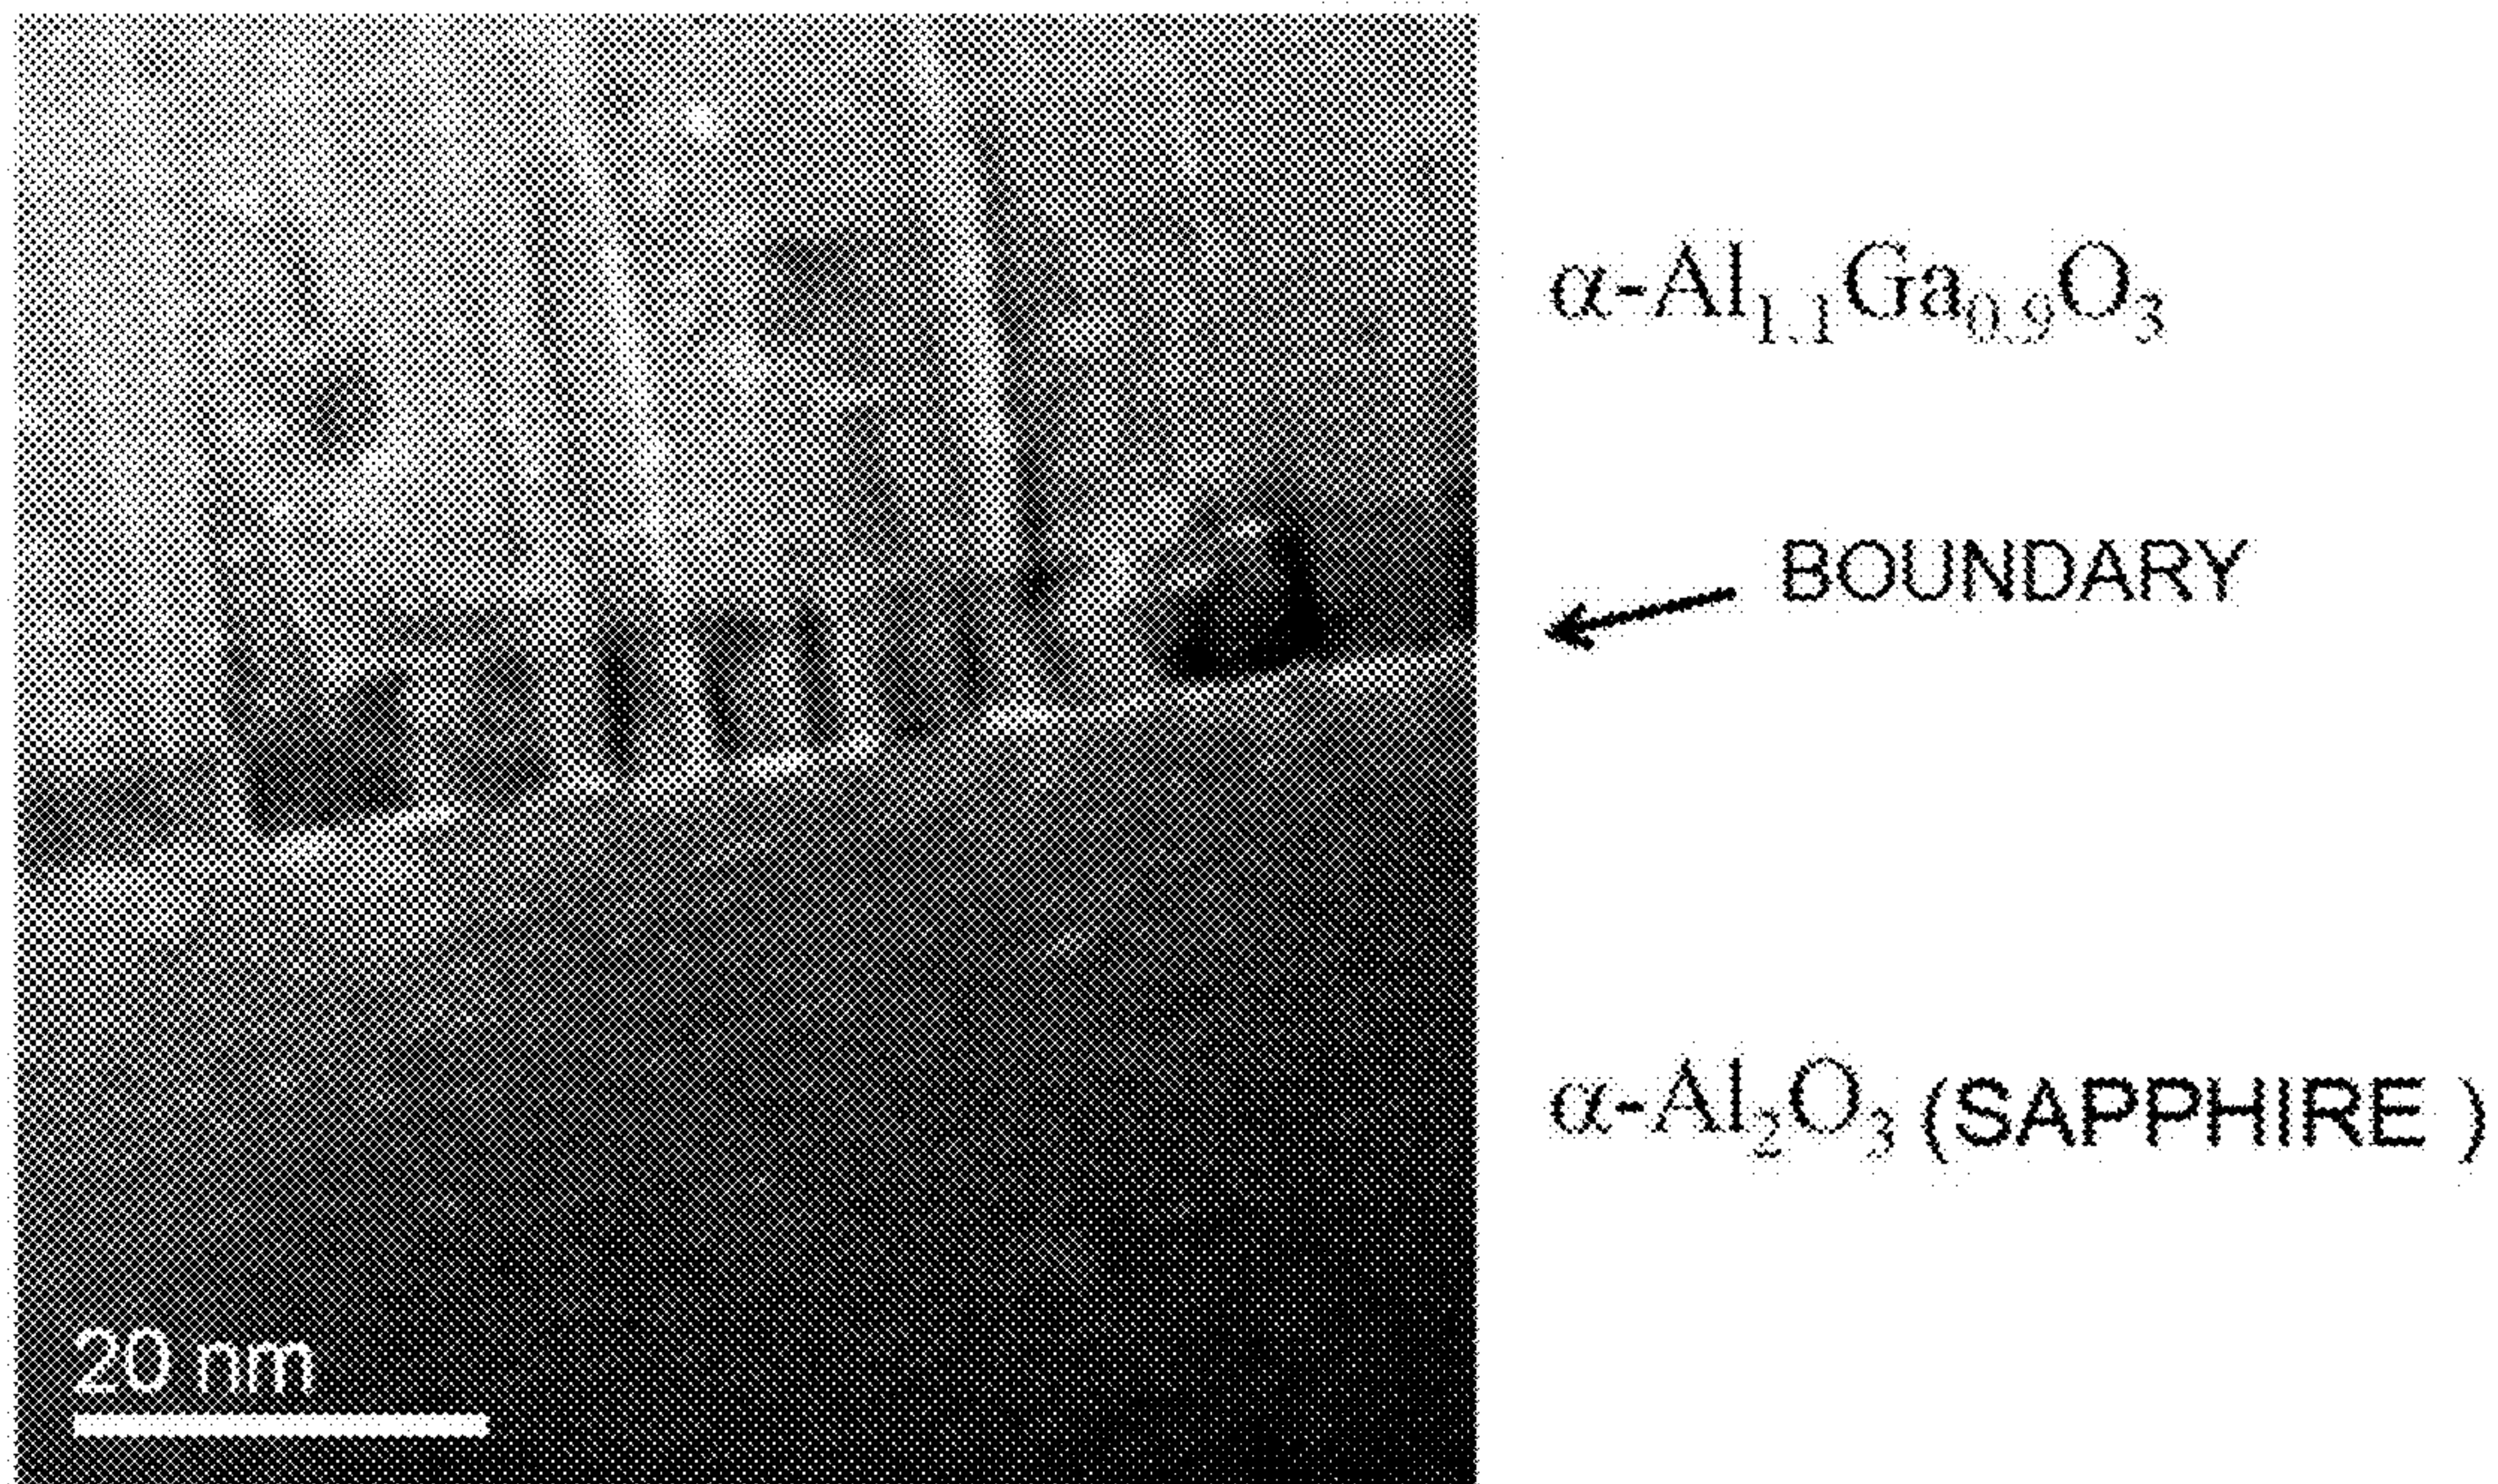 α-Al₁.₁Ga₀.₉O₃
BOUNDARY
α-Al₂O₃ (SAPPHIRE )
20 nm